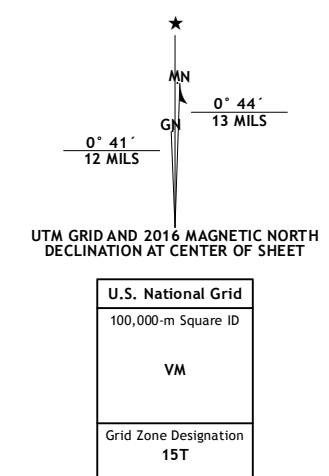 ★
MN
0° 44´
13 MILS
GN
0° 41´
12 MILS
UTM GRID AND 2016 MAGNETIC NORTH
DECLINATION AT CENTER OF SHEET
U.S. National Grid
100,000-m Square ID
VM
Grid Zone Designation
15T